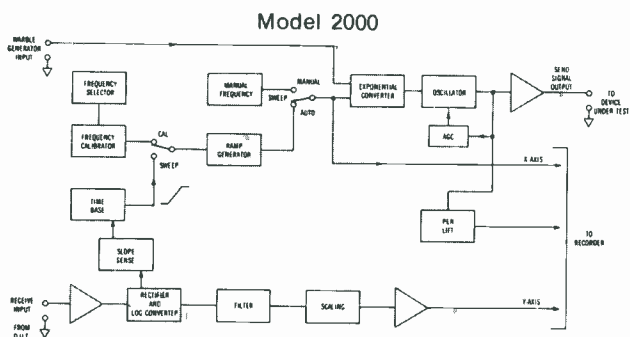 Model 2000
WARBLE
GENERATOR
INPUT
FREQUENCY
SELECTOR
MANUAL
FREQUENCY
MANUAL
SWEEP
AUTO
EXPONENTIAL
CONVERTER
OSCILLATOR
SEND
SIGNAL
OUTPUT
TO
DEVICE
UNDER TEST
FREQUENCY
CALIBRATOR
CAL
SWEEP
RAMP
GENERATOR
AGC
X-AXIS
TIME
BASE
PEN
LIFT
TO
RECORDER
SLOPE
SENSE
RECEIVE
INPUT
FROM
D.U.T.
RECTIFIER
AND
LOG CONVERTER
FILTER
SCALING
Y-AXIS